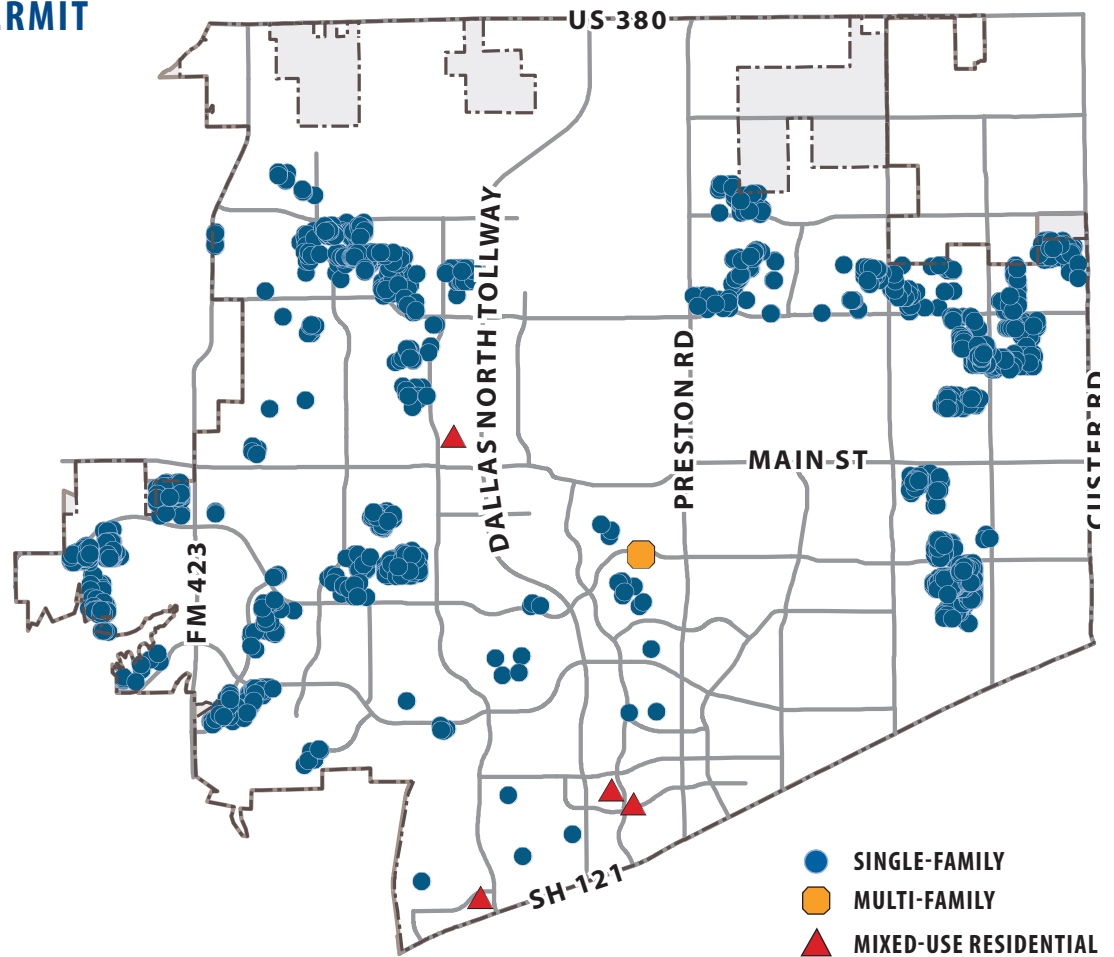 ERMIT
US 380
DALLAS NORTH TOLLWAY
PRESTON RD
MAIN ST
CUSTER RD
FM 423
SH-121
SINGLE-FAMILY
MULTI-FAMILY
MIXED-USE RESIDENTIAL